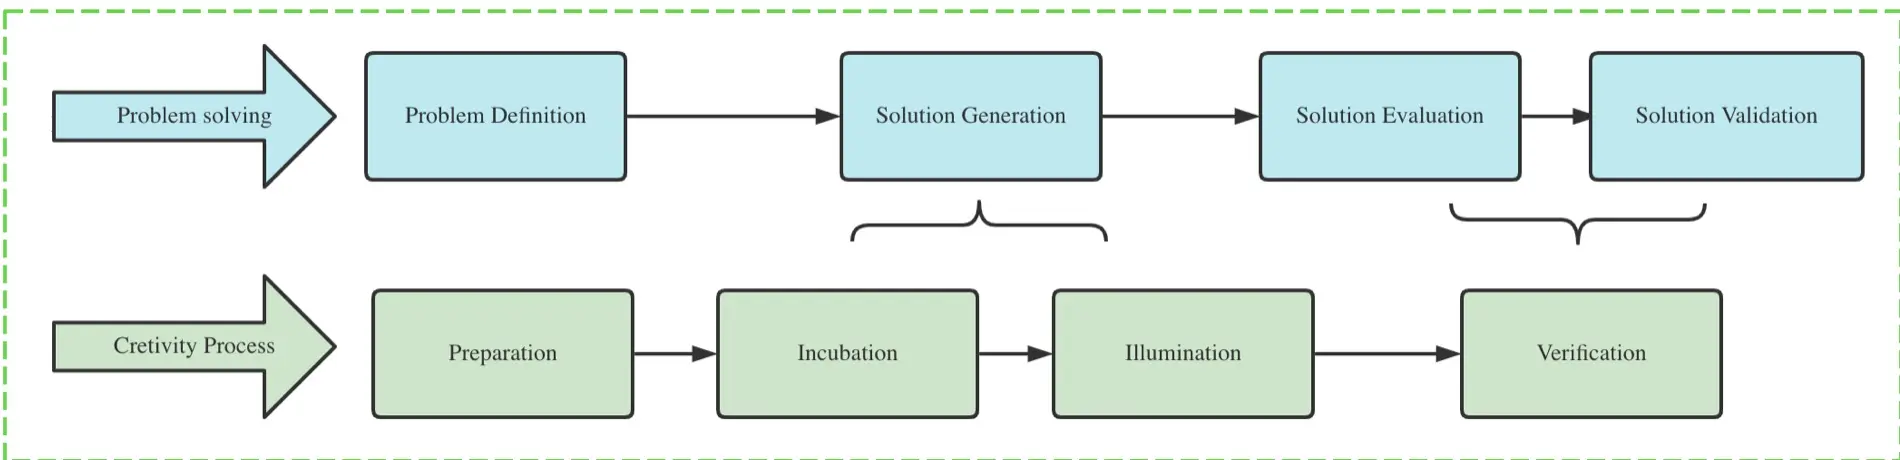 Problem solving
Problem Definition
Solution Generation
Solution Evaluation
Solution Validation
Cretivity Process
Preparation
Incubation
Illumination
Verification